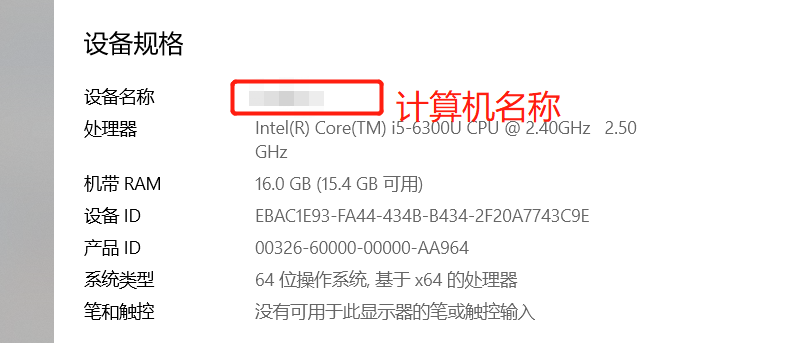 设备规格
设备名称
计算机名称
处理器 Intel(R) Core(TM) i5-6300U CPU @ 2.40GHz 2.50
GHz
机带 RAM 16.0 GB (15.4 GB 可用)
设备 ID EBAC1E93-FA44-434B-B434-2F20A7743C9E
产品 ID 00326-60000-00000-AA964
系统类型 64 位操作系统, 基于 x64 的处理器
笔和触控 没有可用于此显示器的笔或触控输入